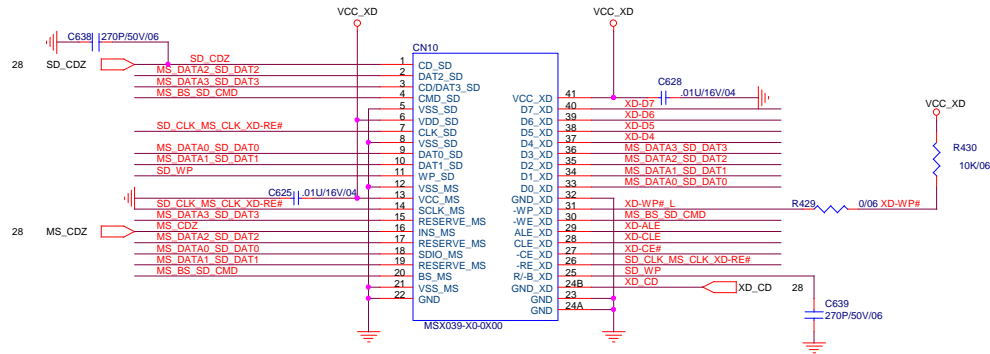 VCC_XD
VCC_XD
C638
270P/50V/06
CN10
28
SD_CDZ
SD_CDZ
1
CD_SD
MS_DATA2_SD_DAT2
2
DAT2_SD
MS_DATA3_SD_DAT3
3
CD/DAT3_SD
MS_BS_SD_CMD
4
CMD_SD
5
VSS_SD
6
VDD_SD
SD_CLK_MS_CLK_XD-RE#
7
CLK_SD
8
VSS_SD
MS_DATA0_SD_DAT0
9
DAT0_SD
MS_DATA1_SD_DAT1
10
DAT1_SD
SD_WP
11
WP_SD
12
VSS_MS
C625
.01U/16V/04
13
VCC_MS
SD_CLK_MS_CLK_XD-RE#
14
SCLK_MS
MS_DATA3_SD_DAT3
15
RESERVE_MS
28
MS_CDZ
MS_CDZ
16
INS_MS
MS_DATA2_SD_DAT2
17
RESERVE_MS
MS_DATA0_SD_DAT0
18
SDIO_MS
MS_DATA1_SD_DAT1
19
RESERVE_MS
MS_BS_SD_CMD
20
BS_MS
21
VSS_MS
22
GND
VCC_XD
41
C628
.01U/16V/04
D7_XD
40
XD-D7
D6_XD
39
XD-D6
D5_XD
38
XD-D5
D4_XD
37
XD-D4
D3_XD
36
MS_DATA3_SD_DAT3
D2_XD
35
MS_DATA2_SD_DAT2
D1_XD
34
MS_DATA1_SD_DAT1
D0_XD
33
MS_DATA0_SD_DAT0
GND_XD
32
-WP_XD
31
XD-WP#_L
R429
0/06
XD-WP#
VCC_XD
R430
10K/06
-WE_XD
30
MS_BS_SD_CMD
ALE_XD
29
XD-ALE
CLE_XD
28
XD-CLE
-CE_XD
27
XD-CE#
-RE_XD
26
SD_CLK_MS_CLK_XD-RE#
R/-B_XD
25
SD_WP
GND_XD
24B
XD_CD
XD_CD
28
GND
23
GND
24A
C639
270P/50V/06
MSX039-X0-0X00